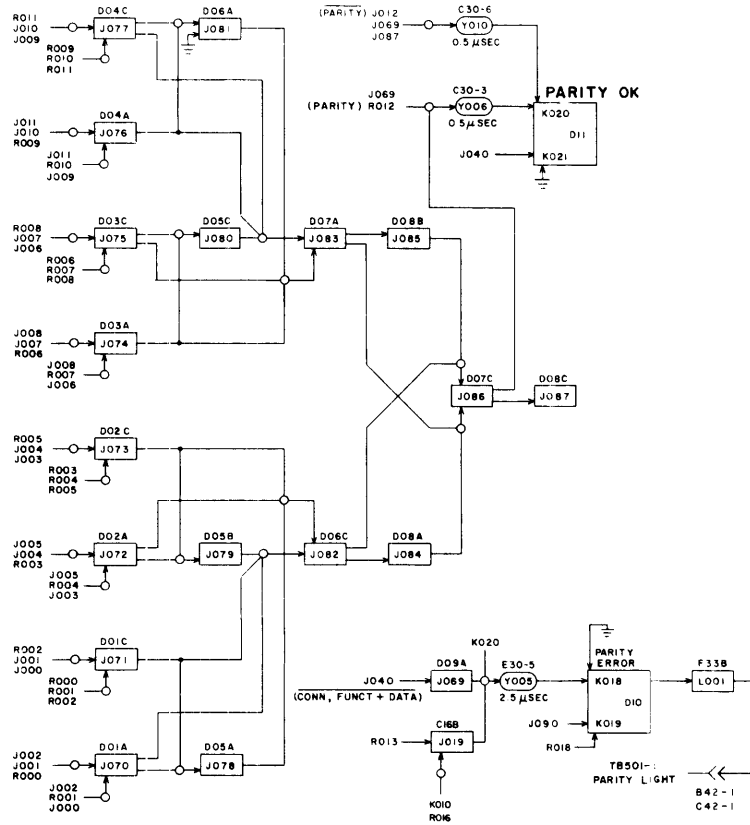 R011
J010
J009
D04C
J077
R009
R010
R011
D06A
J081
J011
J010
R009
D04A
J076
J011
R010
J009
R008
J007
J006
D03C
J075
R006
R007
R008
D05C
J080
D07A
J083
D08B
J085
J008
J007
R006
D03A
J074
J008
R007
J006
R005
J004
J003
D02C
J073
R003
R004
R005
J005
J004
R003
D02A
J072
J005
R004
J003
D05B
J079
D06C
J082
D08A
J084
D07C
J086
D08C
J087
R002
J001
J000
D01C
J071
R000
R001
R002
J002
J001
R000
D01A
J070
J002
R001
J000
D05A
J078
(PARITY) J012
J069
J087
C30-6
Y010
0.5 μSEC
J069
(PARITY) R012
C30-3
Y006
0.5 μSEC
PARITY OK
K020
D11
J040
K021
J040
(CONN, FUNCT + DATA)
D09A
J069
K020
E30-5
Y005
2.5 μSEC
R013
C16B
J019
K010
R016
PARITY
ERROR
K018
D10
J090
K019
R018
F33B
L001
TB501-
PARITY LIGHT
B42-1
C42-1